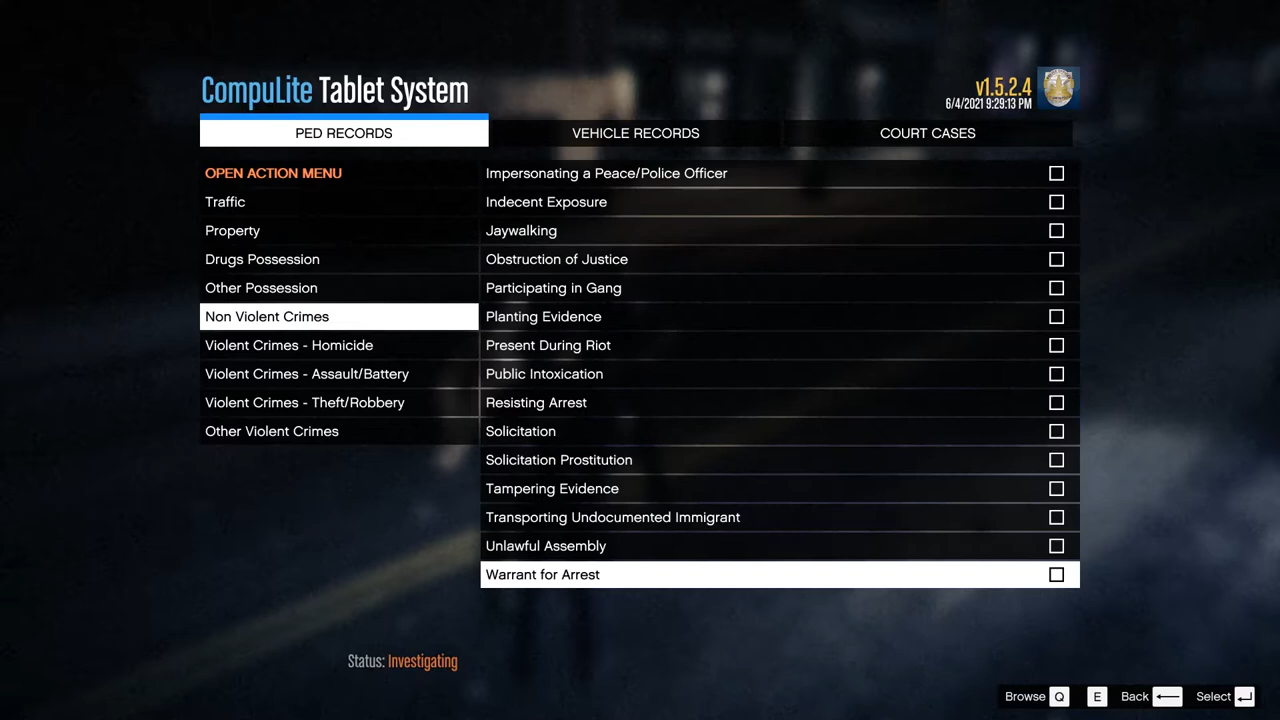 CompuLite Tablet System
v1.5.2.4
6/4/2021 9:29:13 PM
PED RECORDS
VEHICLE RECORDS
COURT CASES
OPEN ACTION MENU
Traffic
Property
Drugs Possession
Other Possession
Non Violent Crimes
Violent Crimes - Homicide
Violent Crimes - Assault/Battery
Violent Crimes - Theft/Robbery
Other Violent Crimes
Impersonating a Peace/Police Officer
Indecent Exposure
Jaywalking
Obstruction of Justice
Participating in Gang
Planting Evidence
Present During Riot
Public Intoxication
Resisting Arrest
Solicitation
Solicitation Prostitution
Tampering Evidence
Transporting Undocumented Immigrant
Unlawful Assembly
Warrant for Arrest
Status: Investigating
Browse Q E Back Select